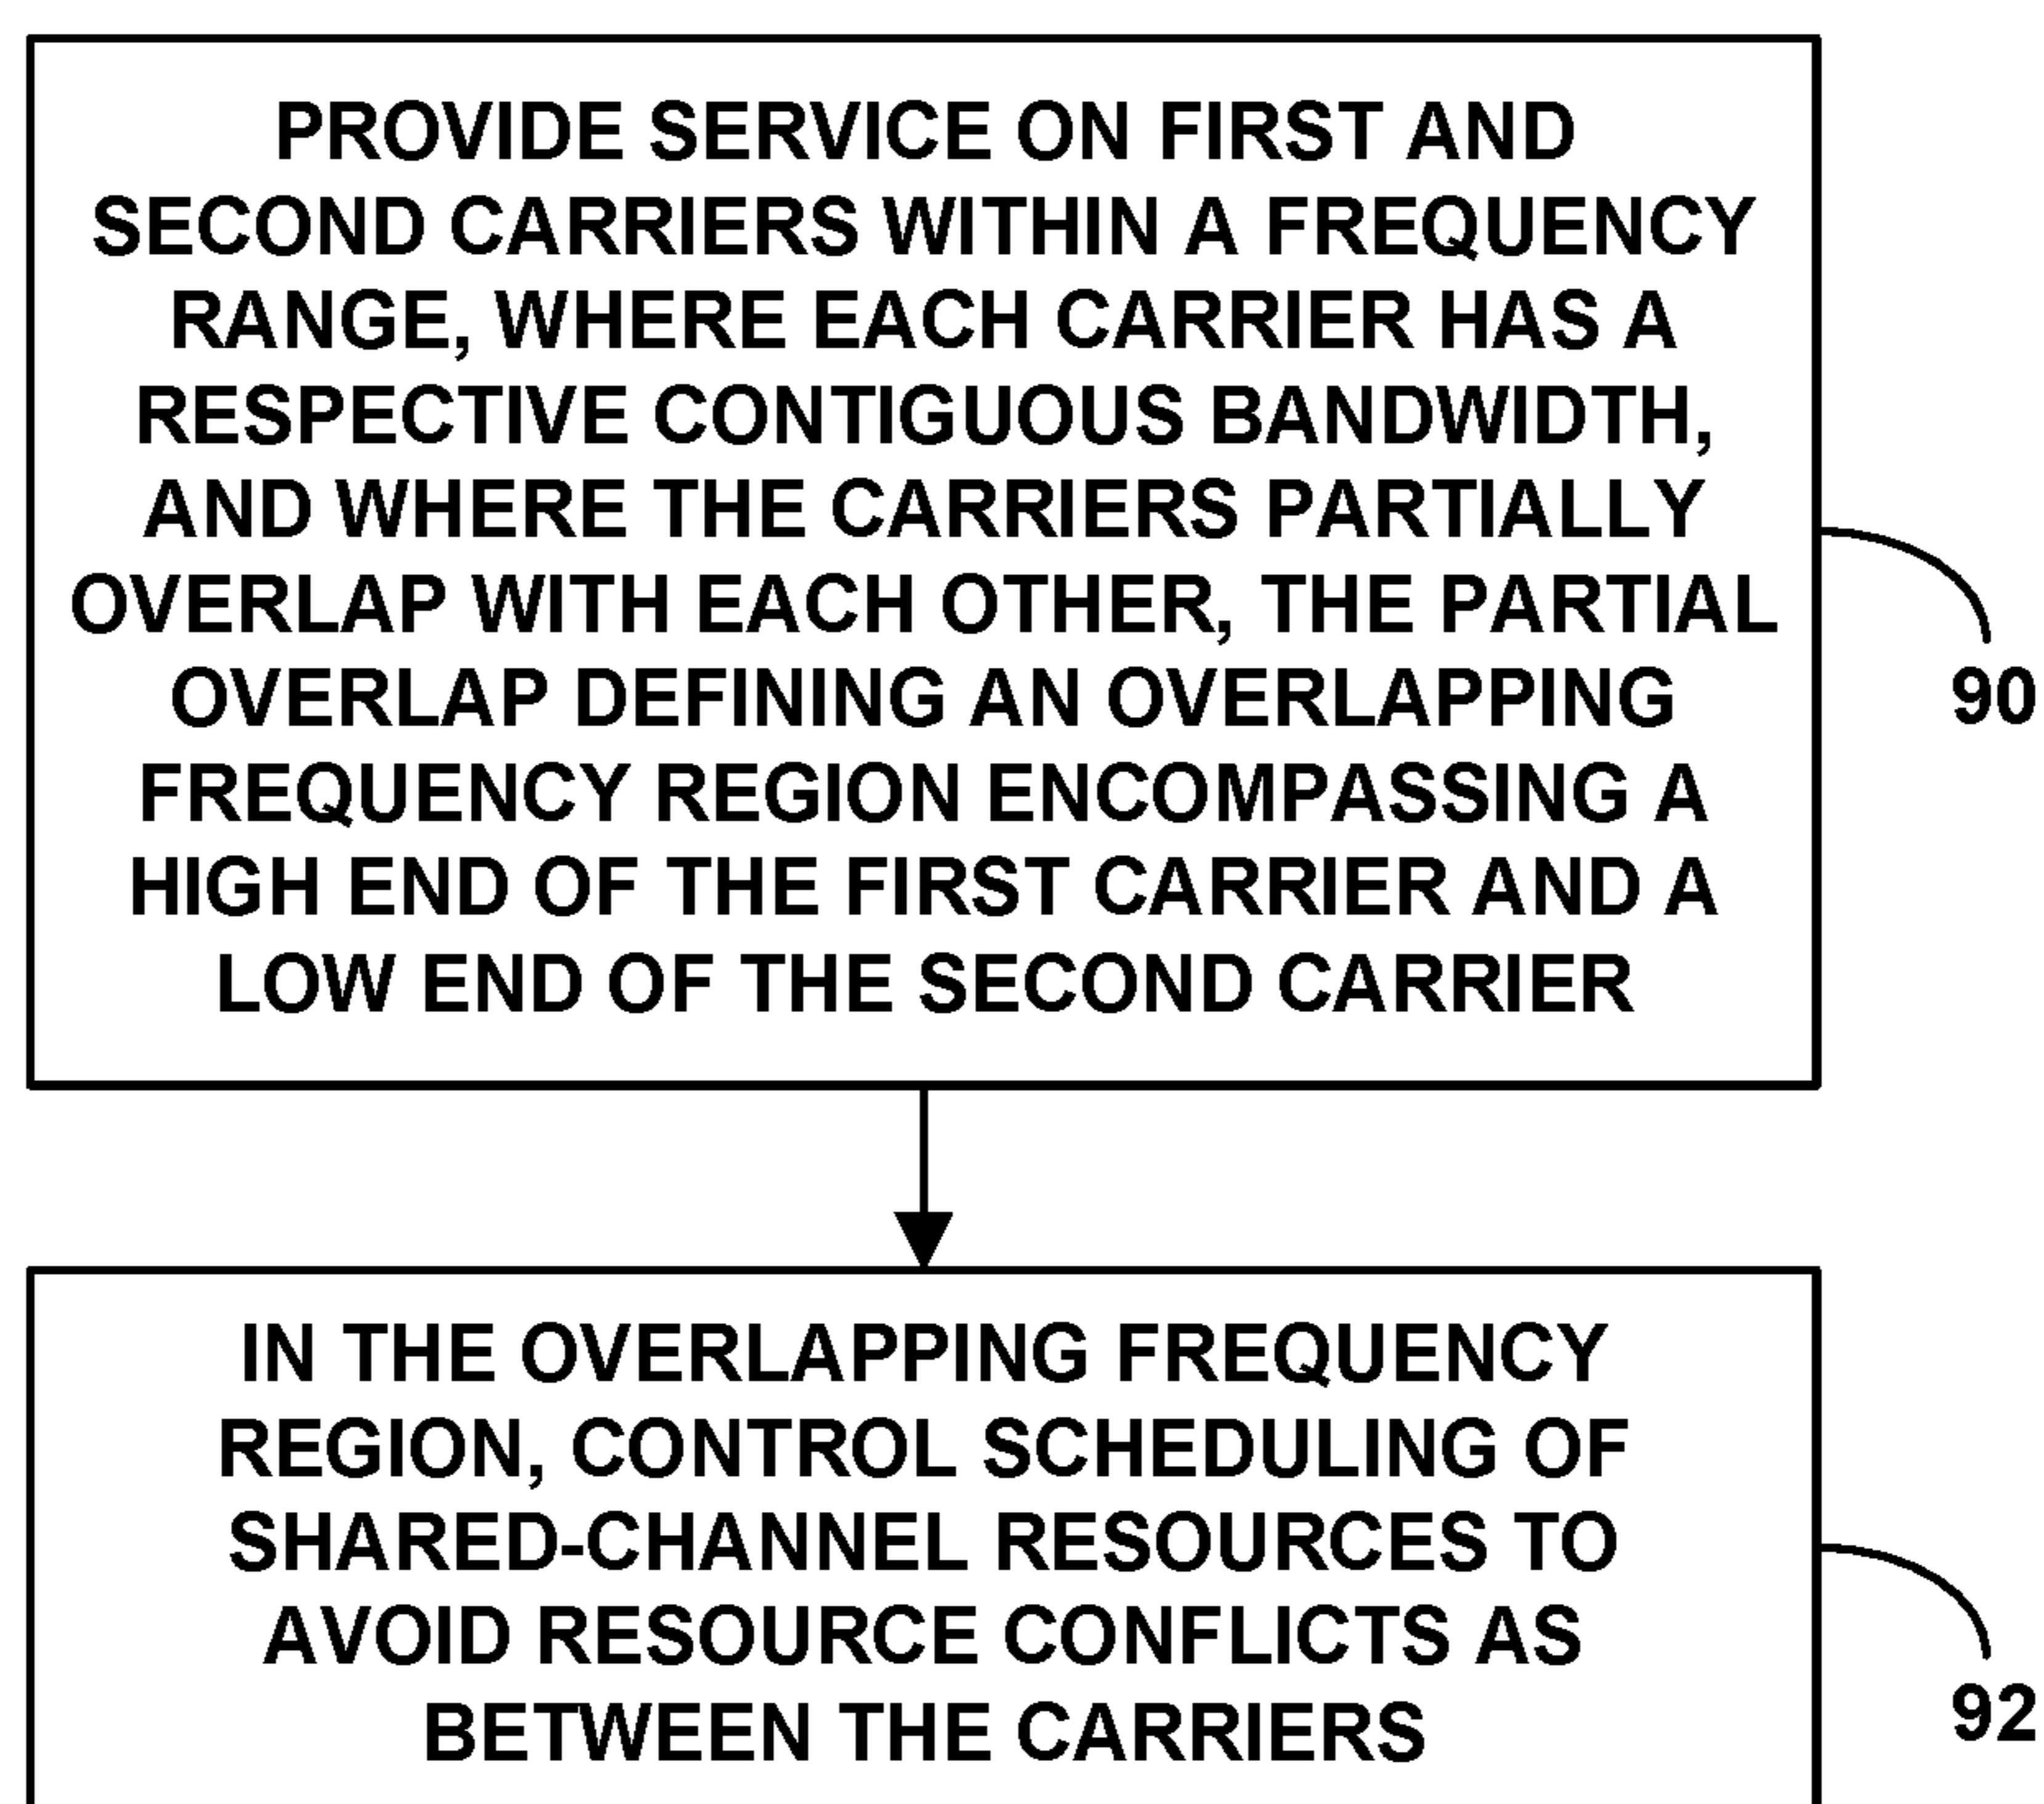 PROVIDE SERVICE ON FIRST AND
SECOND CARRIERS WITHIN A FREQUENCY
RANGE, WHERE EACH CARRIER HAS A
RESPECTIVE CONTIGUOUS BANDWIDTH,
AND WHERE THE CARRIERS PARTIALLY
OVERLAP WITH EACH OTHER, THE PARTIAL
OVERLAP DEFINING AN OVERLAPPING
FREQUENCY REGION ENCOMPASSING A
HIGH END OF THE FIRST CARRIER AND A
LOW END OF THE SECOND CARRIER
90
IN THE OVERLAPPING FREQUENCY
REGION, CONTROL SCHEDULING OF
SHARED-CHANNEL RESOURCES TO
AVOID RESOURCE CONFLICTS AS
BETWEEN THE CARRIERS
92